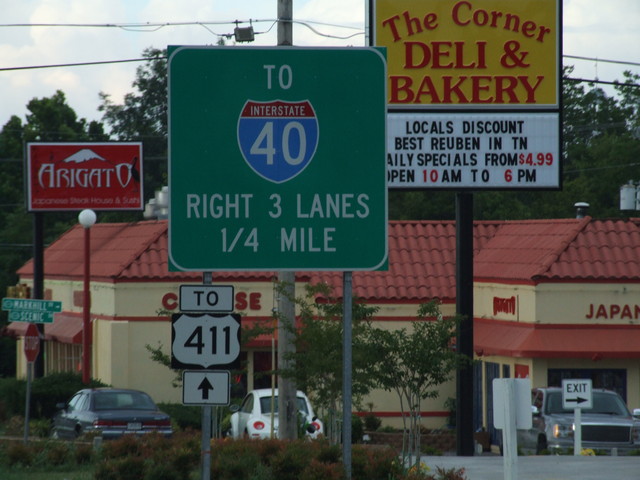 The Corner
DELI &
BAKERY
LOCALS DISCOUNT
BEST REUBEN IN TN
AILY SPECIALS FROM $4.99
OPEN 10 AM TO 6 PM
TO
INTERSTATE
40
RIGHT 3 LANES
1/4 MILE
ARIGATO
Japanese Steak House & Sushi
TO
411
MARKHILL
SCENIC
JAPAN
EXIT